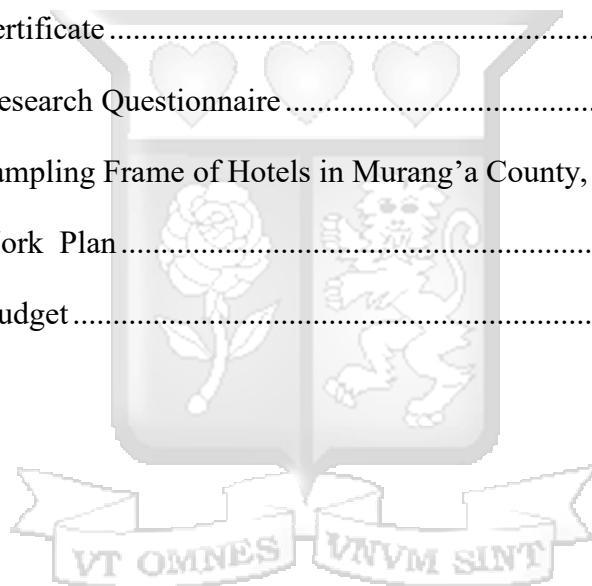 ertificate................................................................
esearch Questionnaire................................................
ampling Frame of Hotels in Murang’a County,
ork  Plan..............................................................
udget.....................................................................
VT OMNES VNVM SINT